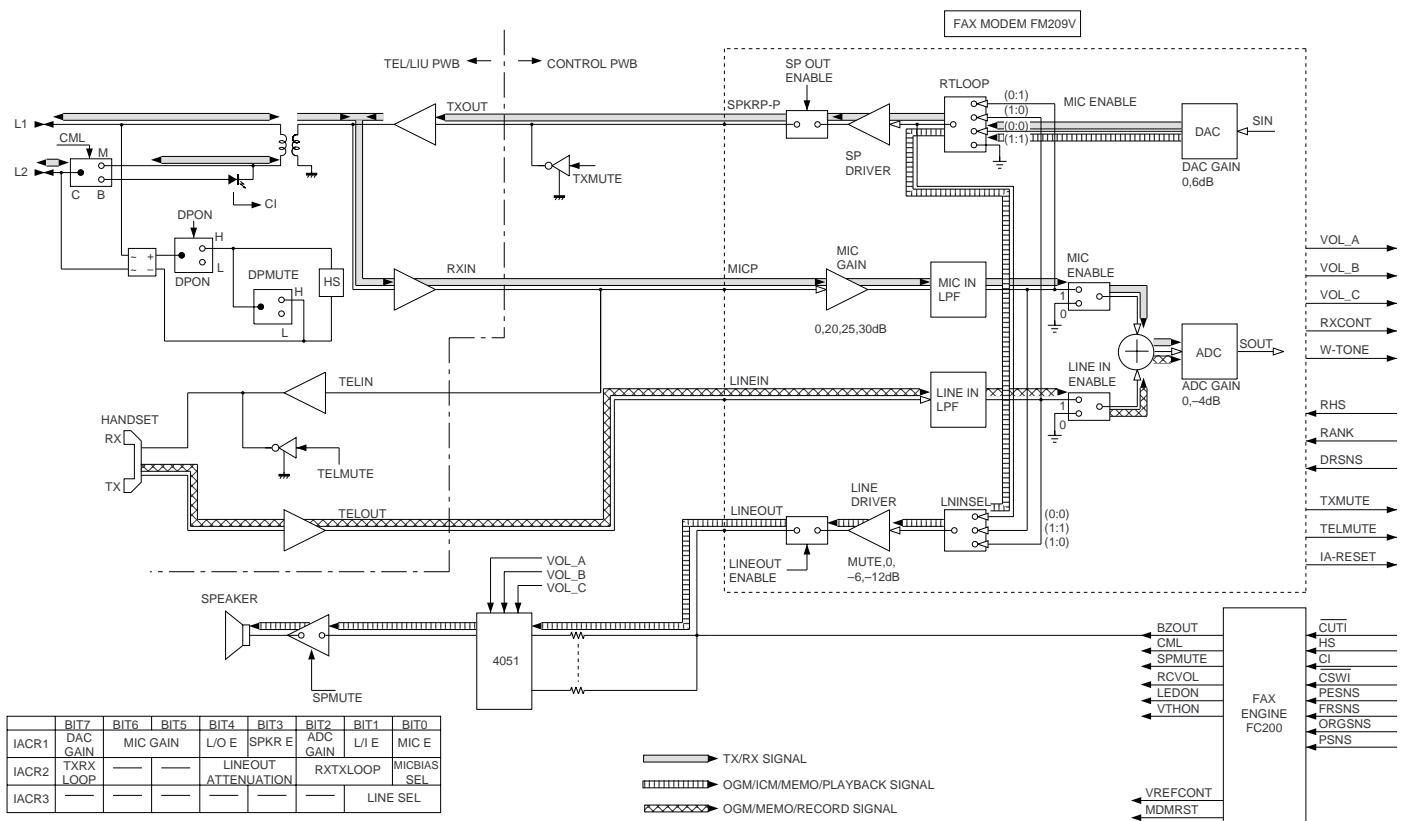 FAX MODEM FM209V
TEL/LIU PWB
CONTROL PWB
SP OUT
ENABLE
RTLOOP
(0:1)
(1:0)
(0:0)
(1:1)
MIC ENABLE
TXOUT
SPKRP-P
L1
CML
M
L2
C
B
CI
SP
DRIVER
DAC
SIN
DAC GAIN
0,6dB
TXMUTE
DPON
H
L
DPON
DPMUTE
H
L
HS
RXIN
MICP
MIC
GAIN
0,20,25,30dB
MIC IN
LPF
MIC
ENABLE
1
0
ADC
SOUT
ADC GAIN
0,–4dB
VOL_A
VOL_B
VOL_C
RXCONT
W-TONE
RHS
RANK
DRSNS
TXMUTE
TELMUTE
IA-RESET
TELIN
LINEIN
LINE IN
LPF
LINE IN
ENABLE
1
0
HANDSET
RX
TX
TELMUTE
TELOUT
LINEOUT
LINE
DRIVER
LNINSEL
(0:0)
(1:1)
(1:0)
LINEOUT
ENABLE
MUTE,0,
–6,–12dB
VOL_A
VOL_B
VOL_C
SPEAKER
4051
SPMUTE
BZOUT
CML
SPMUTE
RCVOL
LEDON
VTHON
VREFCONT
MDMRST
FAX
ENGINE
FC200
CUTI
HS
CI
CSWI
PESNS
FRSNS
ORGSNS
PSNS
BIT7 BIT6 BIT5 BIT4 BIT3 BIT2 BIT1 BIT0
IACR1 DAC GAIN MIC GAIN L/O E SPKR E ADC GAIN L/I E MIC E
IACR2 TXRX LOOP — — LINEOUT ATTENUATION RXTXLOOP MICBIAS SEL
IACR3 — — — — — — LINE SEL
TX/RX SIGNAL
OGM/ICM/MEMO/PLAYBACK SIGNAL
OGM/MEMO/RECORD SIGNAL